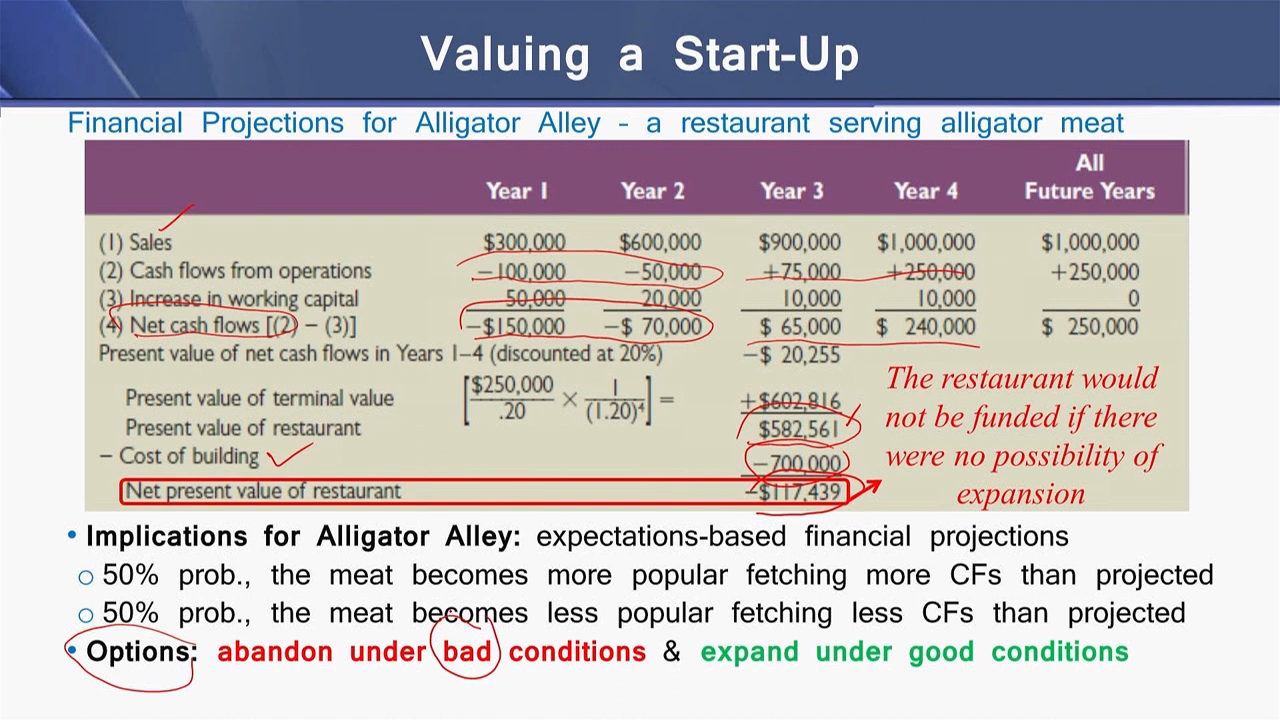 Valuing a Start-Up
Financial Projections for Alligator Alley – a restaurant serving alligator meat
All
Year 1 Year 2 Year 3 Year 4 Future Years
(1) Sales $300,000 $600,000 $900,000 $1,000,000 $1,000,000
(2) Cash flows from operations −100,000 −50,000 +75,000 +250,000 +250,000
(3) Increase in working capital 50,000 20,000 10,000 10,000 0
(4) Net cash flows [(2) − (3)] −$150,000 −$ 70,000 $ 65,000 $ 240,000 $ 250,000
Present value of net cash flows in Years 1–4 (discounted at 20%) −$ 20,255
Present value of terminal value [$250,000/.20 × 1/(1.20)⁴] = +$602,816
Present value of restaurant $582,561
− Cost of building −700,000
Net present value of restaurant −$117,439
The restaurant would
not be funded if there
were no possibility of
expansion
• Implications for Alligator Alley: expectations-based financial projections
○ 50% prob., the meat becomes more popular fetching more CFs than projected
○ 50% prob., the meat becomes less popular fetching less CFs than projected
• Options: abandon under bad conditions & expand under good conditions